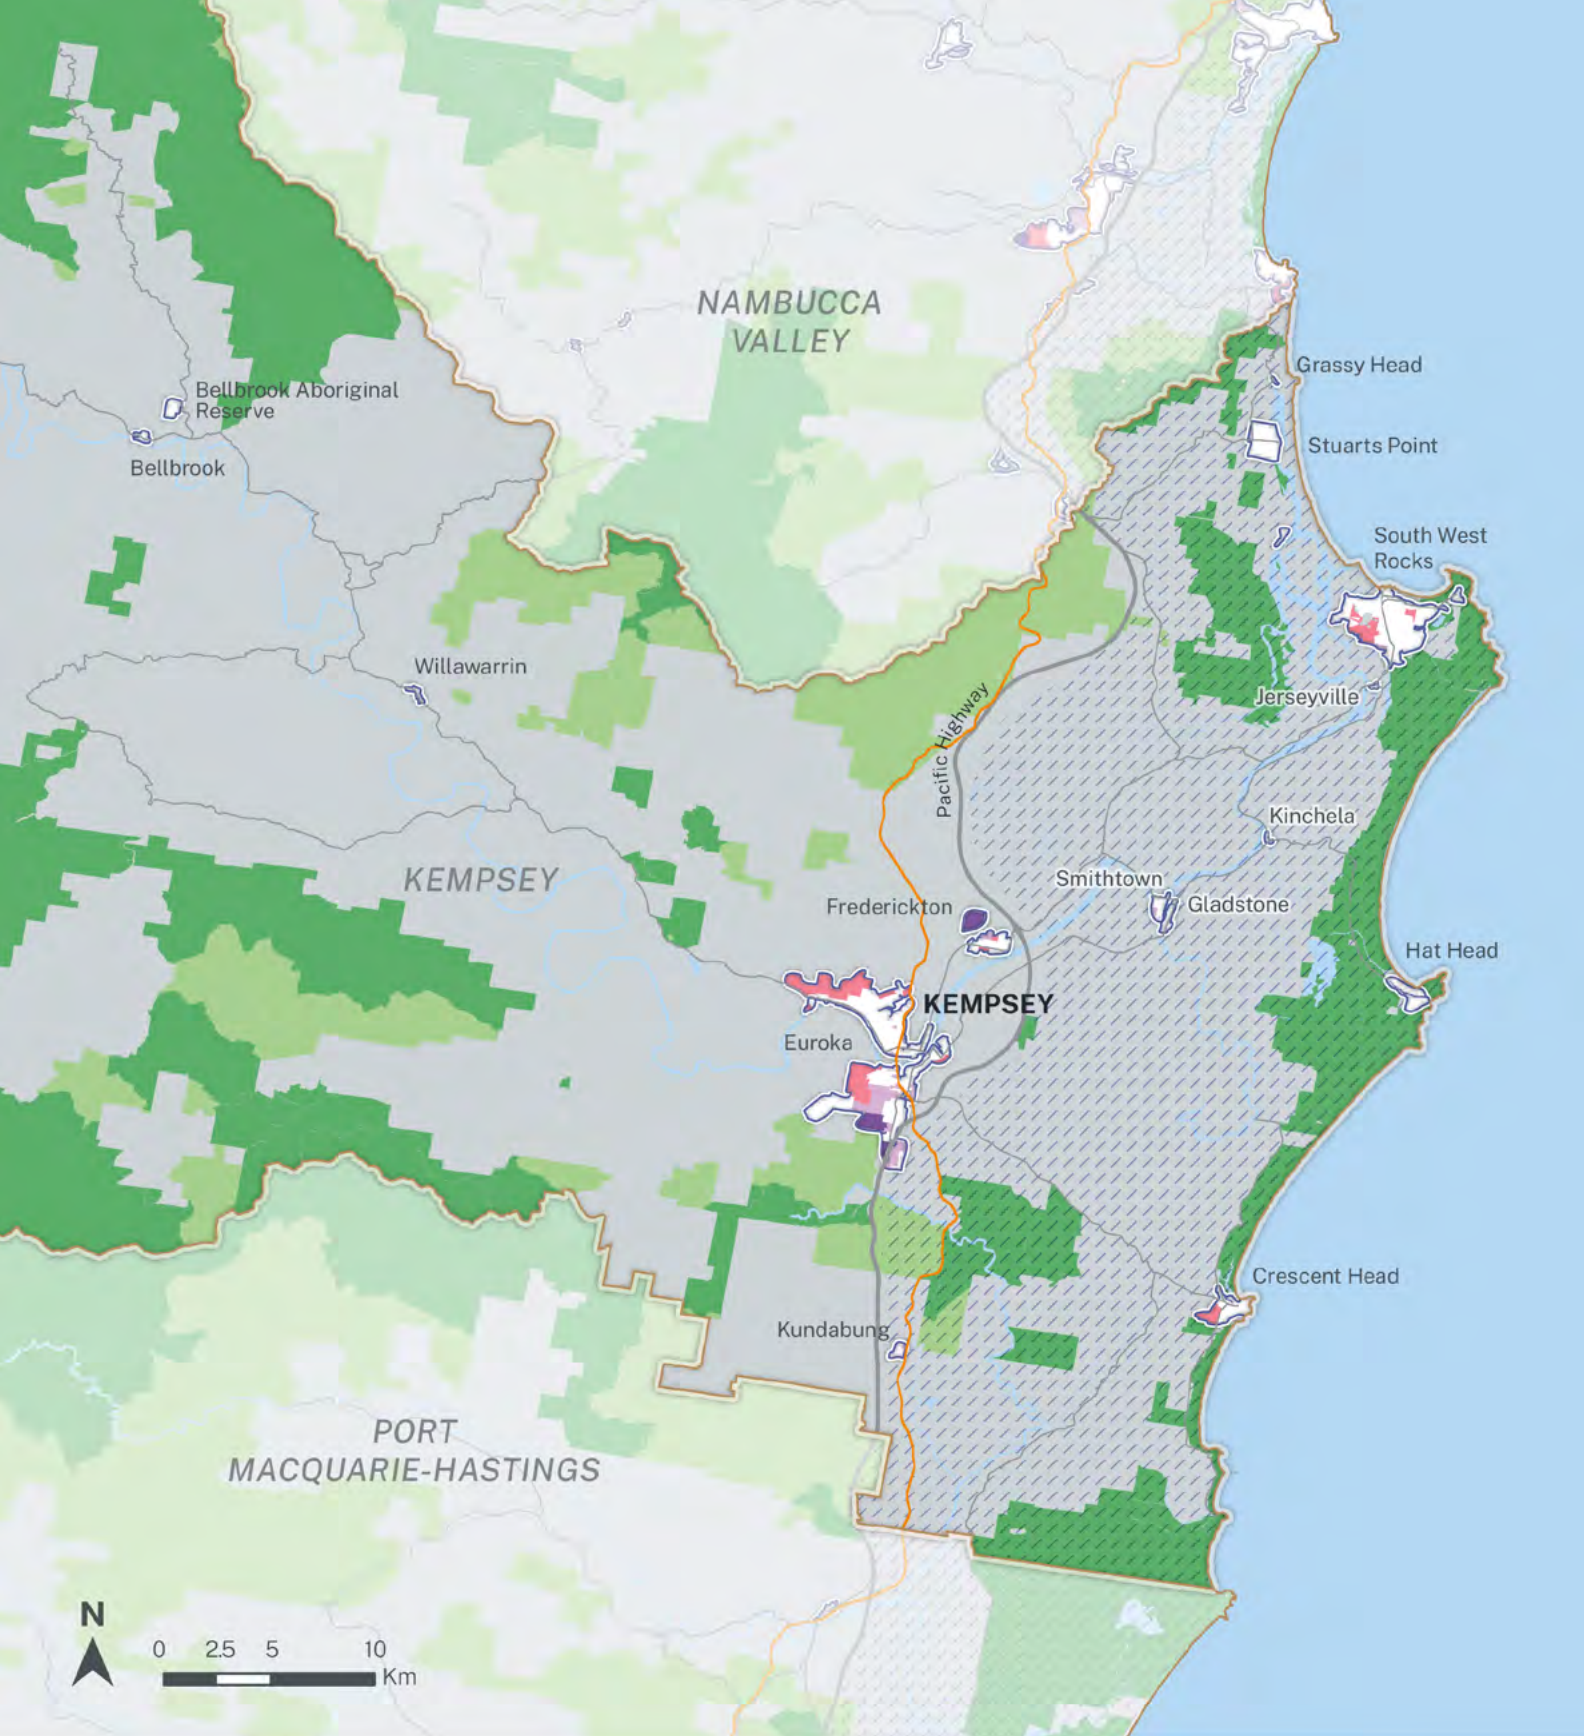 NAMBUCCA
VALLEY
Grassy Head
Bellbrook Aboriginal
Reserve
Stuarts Point
Bellbrook
South West
Rocks
Willawarrin
Jerseyville
Pacific Highway
Kinchela
KEMPSEY
Smithtown
Gladstone
Frederickton
Hat Head
KEMPSEY
Euroka
Crescent Head
Kundabung
PORT
MACQUARIE-HASTINGS
N
0 2.5 5 10
Km